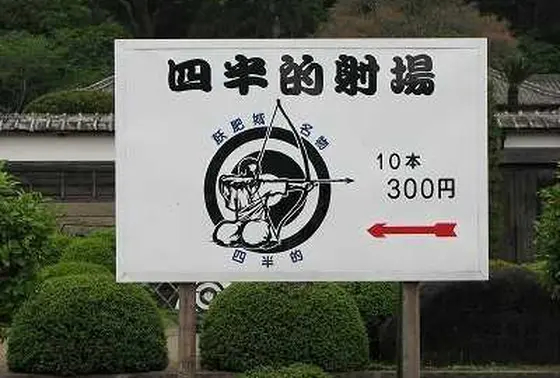 四半的射場
飫肥城名物
10本
300円
四半的